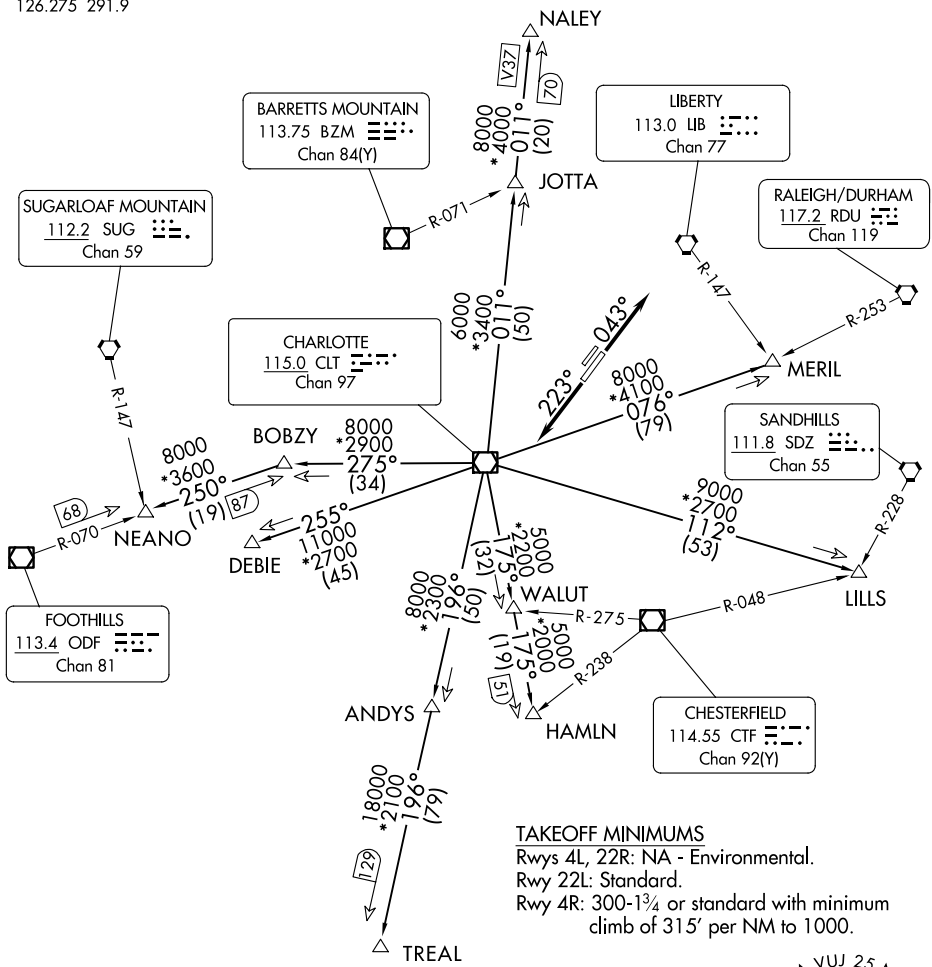 126.275 291.9
NALEY
V37
70
8000
*4000
011°
(20)
BARRETTS MOUNTAIN
113.75 BZM
Chan 84(Y)
LIBERTY
113.0 LIB
Chan 77
JOTTA
R-071
RALEIGH/DURHAM
117.2 RDU
Chan 119
SUGARLOAF MOUNTAIN
112.2 SUG
Chan 59
R-147
R-253
6000
*3400
011°
(50)
043°
223°
CHARLOTTE
115.0 CLT
Chan 97
MERIL
8000
*4100
076°
(79)
R-147
BOBZY
8000
*2900
275°
(34)
SANDHILLS
111.8 SDZ
Chan 55
8000
*3600
250°
(19)
87
68
R-070
NEANO
255°
11000
*2700
(45)
DEBIE
9000
*2700
112°
(53)
R-228
LILLS
5000
*2200
175°
(32)
WALUT
R-275
R-048
8000
*2300
196°
(50)
5000
*2000
175°
(19)
51
R-238
FOOTHILLS
113.4 ODF
Chan 81
ANDYS
HAMLN
CHESTERFIELD
114.55 CTF
Chan 92(Y)
18000
*2100
196°
(79)
129
TREAL
TAKEOFF MINIMUMS
Rwys 4L, 22R: NA - Environmental.
Rwy 22L: Standard.
Rwy 4R: 300-1¾ or standard with minimum
climb of 315' per NM to 1000.
VUJ 25